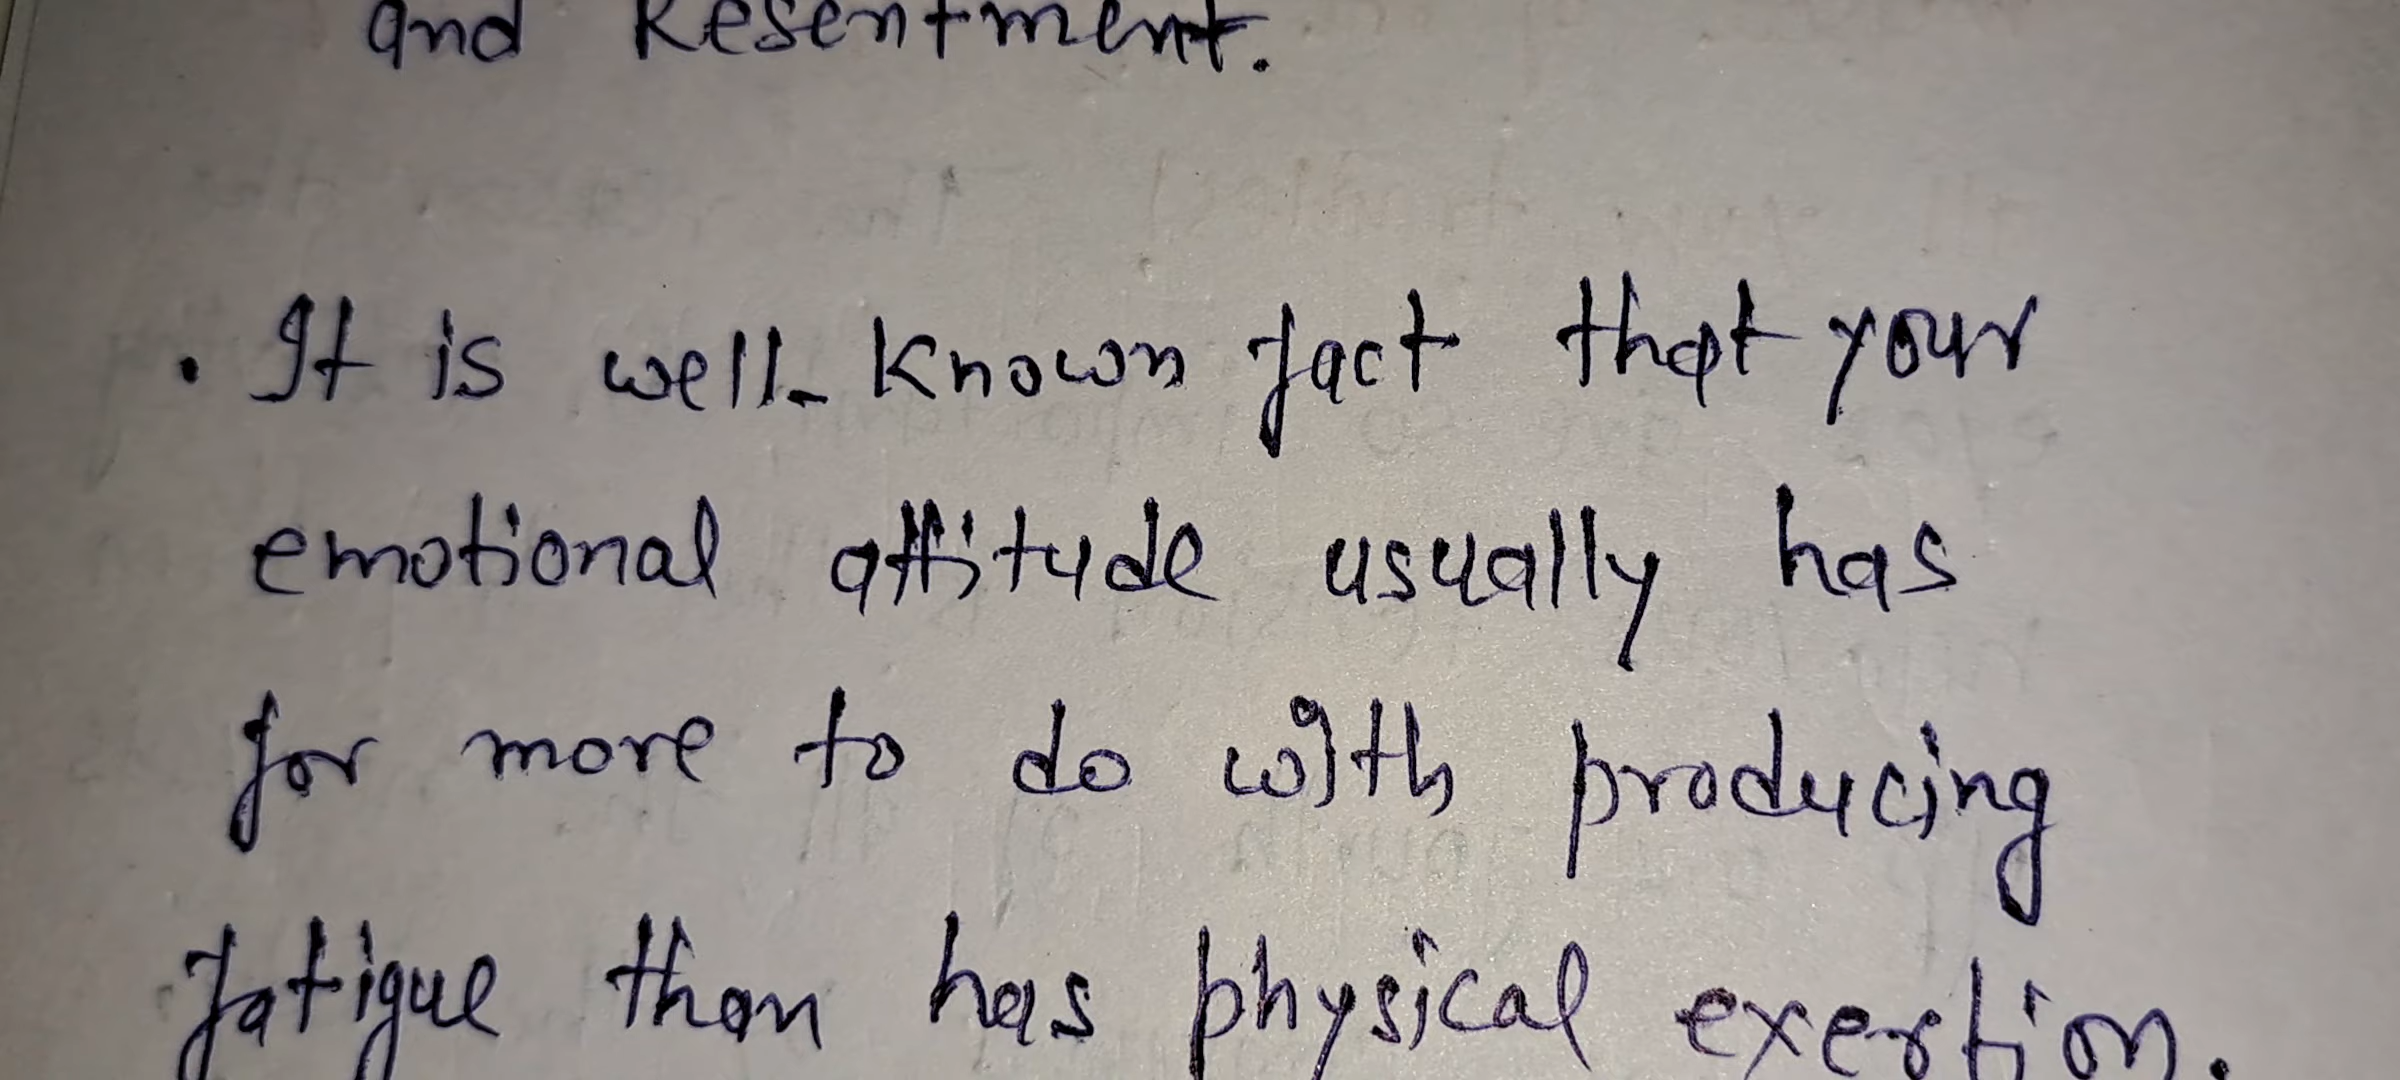 and Resentment.
. It is well-known fact that your
emotional attitude usually has
for more to do with producing
fatigue than has physical exertion.